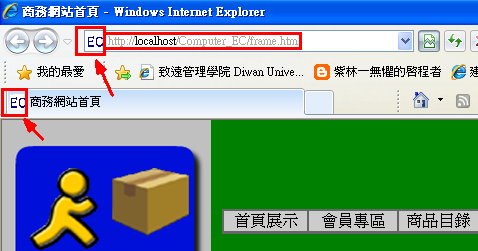 商務網站首頁 - Windows Internet Explorer
EC http://localhost/Computer_EC/frame.htm
我的最愛 致遠管理學院 Diwan Unive... 紫林一無懼的啓程者
EC 商務網站首頁
首頁展示 會員專區 商品目錄